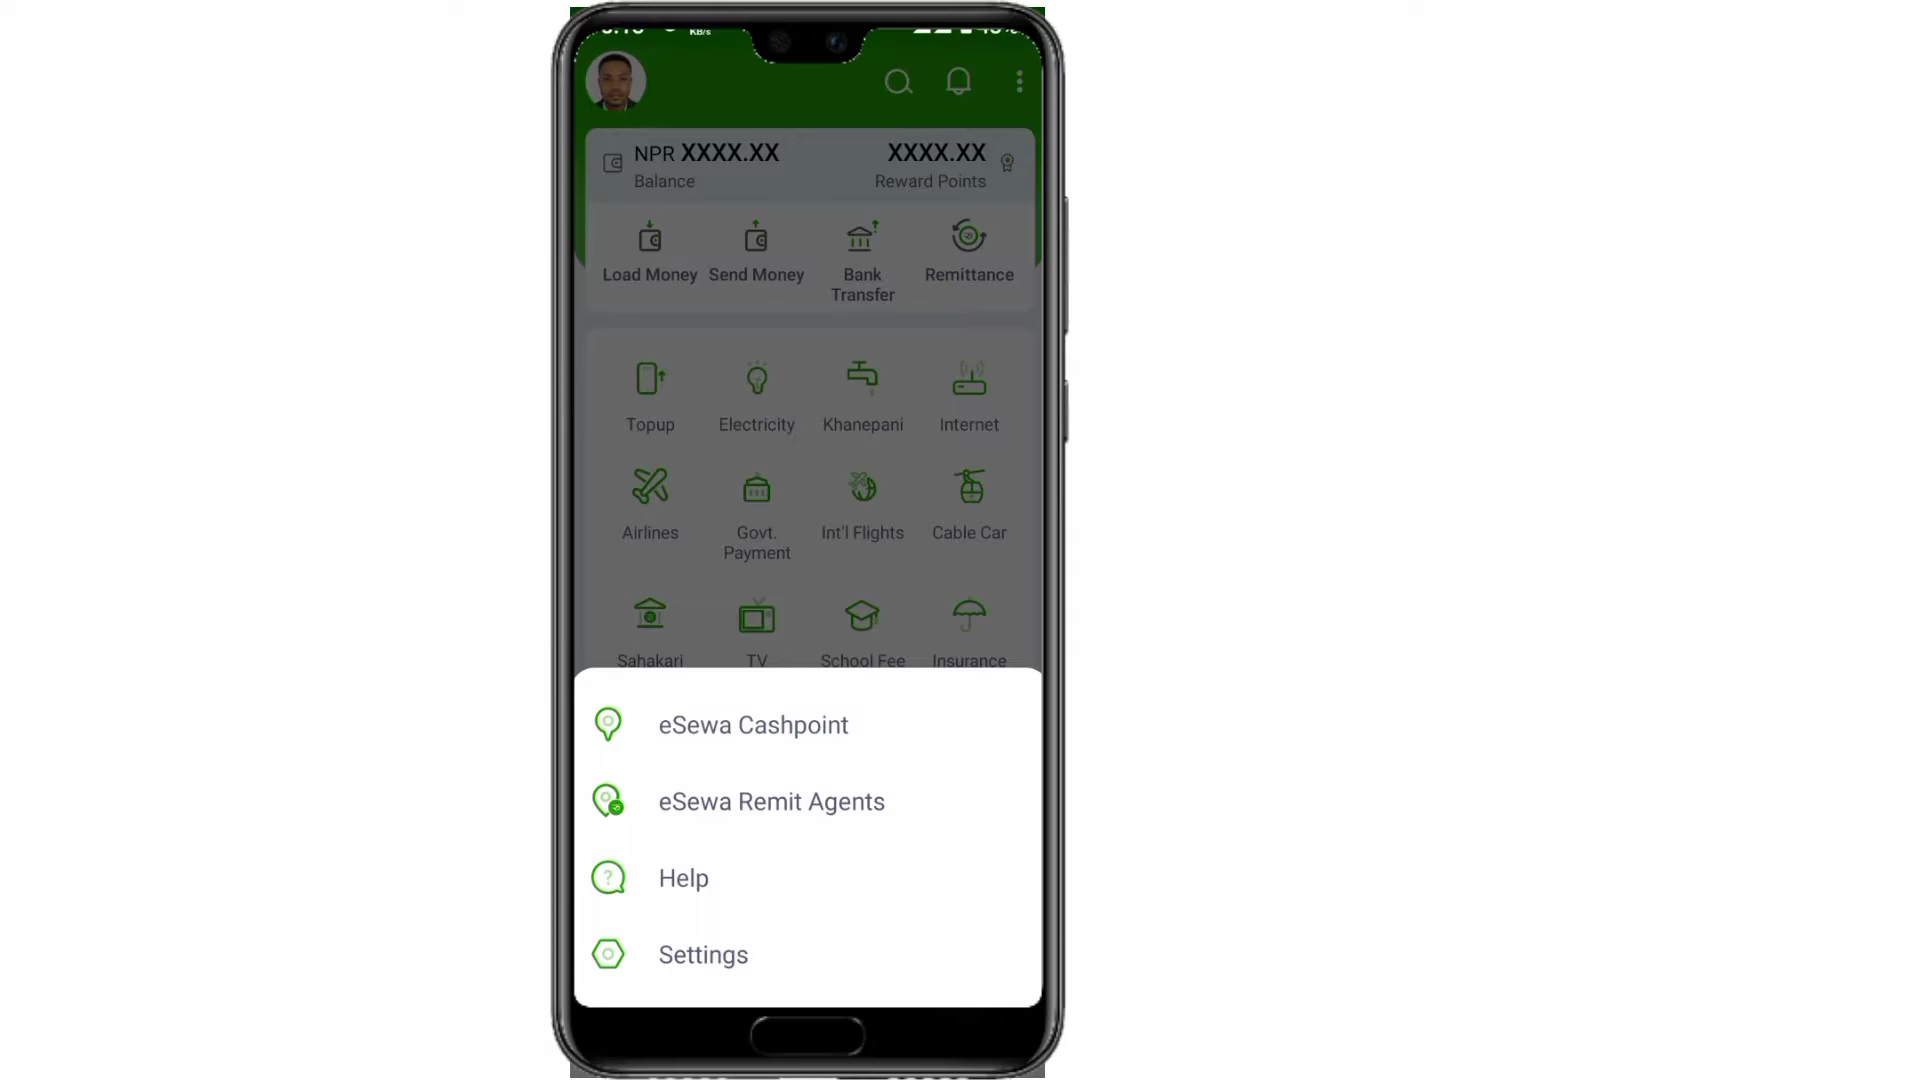 KB/s
NPR XXXX.XX
Balance
XXXX.XX
Reward Points
Load Money
Send Money
Bank
Transfer
Remittance
Topup
Electricity
Khanepani
Internet
Airlines
Govt.
Payment
Int'l Flights
Cable Car
Sahakari
TV
School Fee
Insurance
eSewa Cashpoint
eSewa Remit Agents
Help
Settings